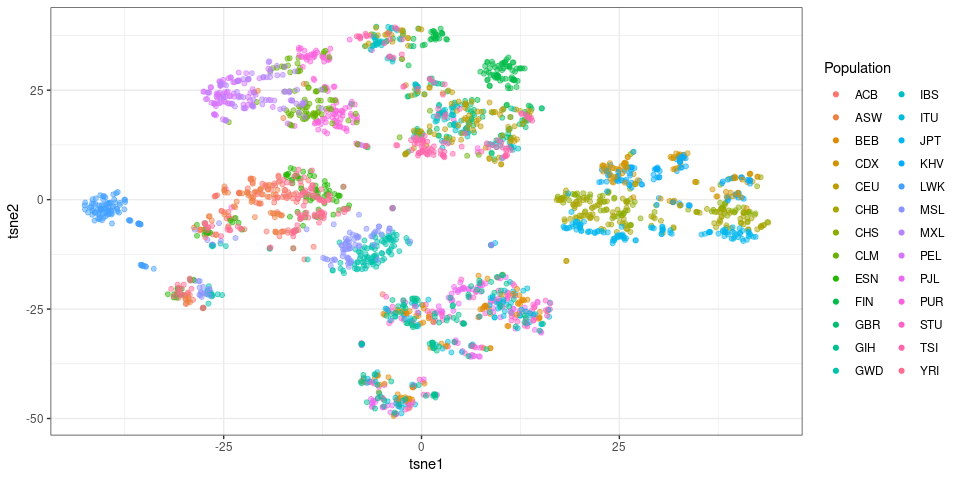 Population
ACB
ASW
BEB
CDX
CEU
CHB
CHS
CLM
ESN
FIN
GBR
GIH
GWD
IBS
ITU
JPT
KHV
LWK
MSL
MXL
PEL
PJL
PUR
STU
TSI
YRI
tsne2
25
0
-25
-50
-25
0
25
tsne1